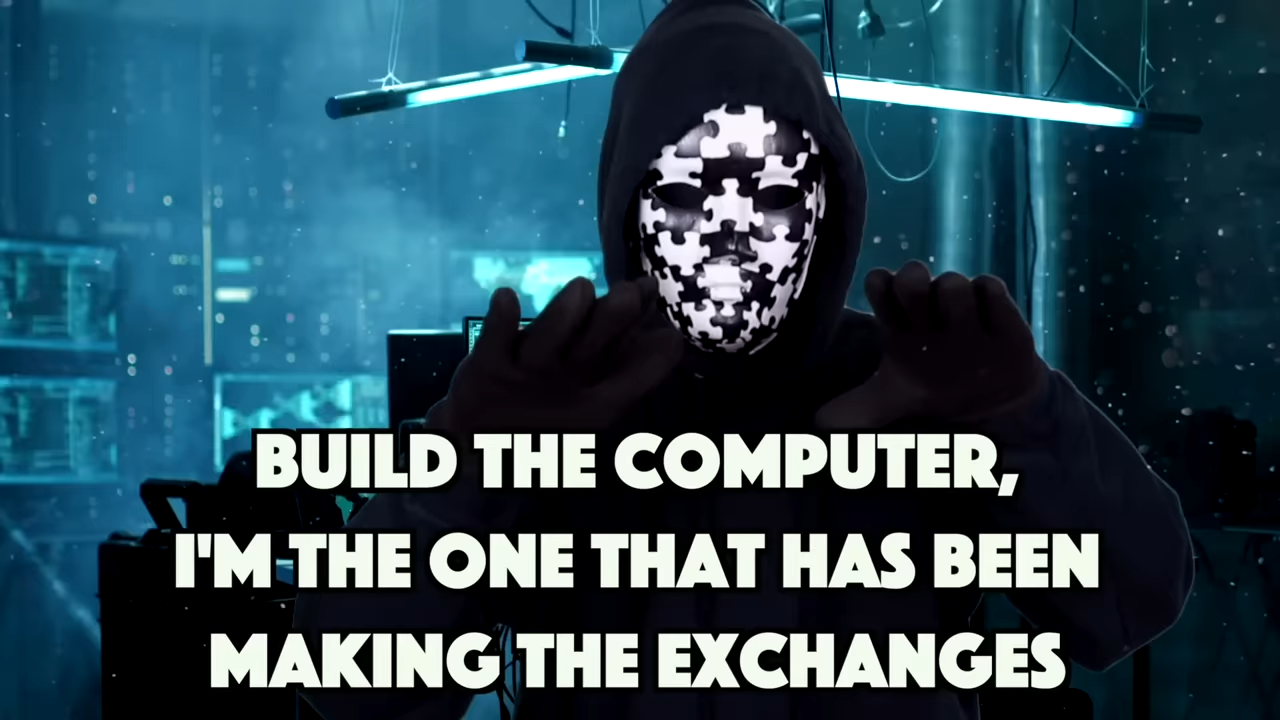 BUILD THE COMPUTER,
I'M THE ONE THAT HAS BEEN
MAKING THE EXCHANGES